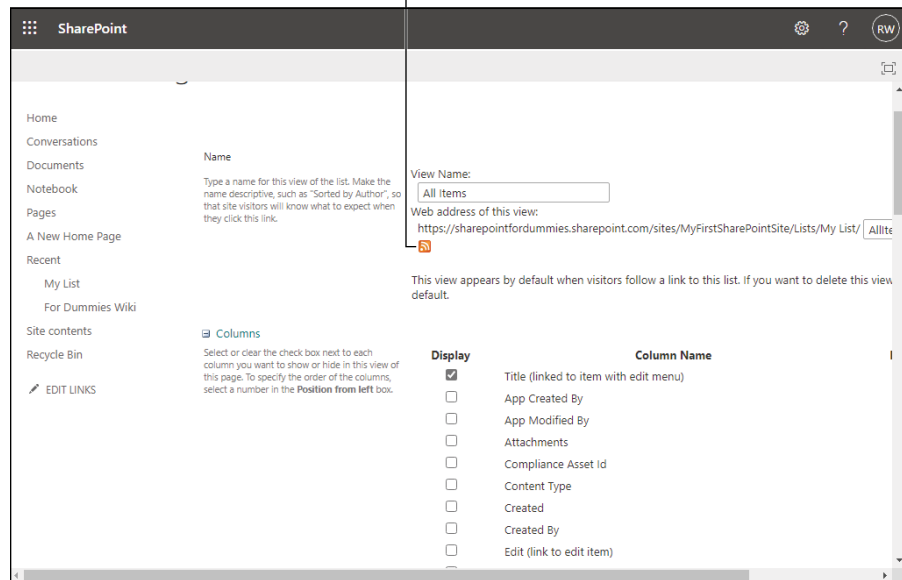 SharePoint
?
RW
Home
Conversations
Documents
Notebook
Pages
A New Home Page
Recent
My List
For Dummies Wiki
Site contents
Recycle Bin
EDIT LINKS
Name
Type a name for this view of the list. Make the
name descriptive, such as "Sorted by Author", so
that site visitors will know what to expect when
they click this link.
View Name:
All Items
Web address of this view:
https://sharepointfordummies.sharepoint.com/sites/MyFirstSharePointSite/Lists/My List/ AllIte
This view appears by default when visitors follow a link to this list. If you want to delete this view
default.
Columns
Select or clear the check box next to each
column you want to show or hide in this view of
this page. To specify the order of the columns,
select a number in the Position from left box.
Display Column Name
Title (linked to item with edit menu)
App Created By
App Modified By
Attachments
Compliance Asset Id
Content Type
Created
Created By
Edit (link to edit item)